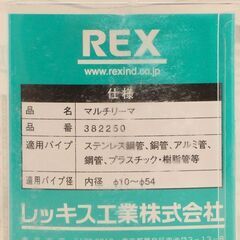 REX
www.rexind.co.jp
仕様
品名 マルチリーマ
品番 382250
適用パイプ ステンレス鋼管、銅管、アルミ管、
鋼管、プラスチック・樹脂管等
適用パイプ径 内径 φ10～φ54
レッキス工業株式会社